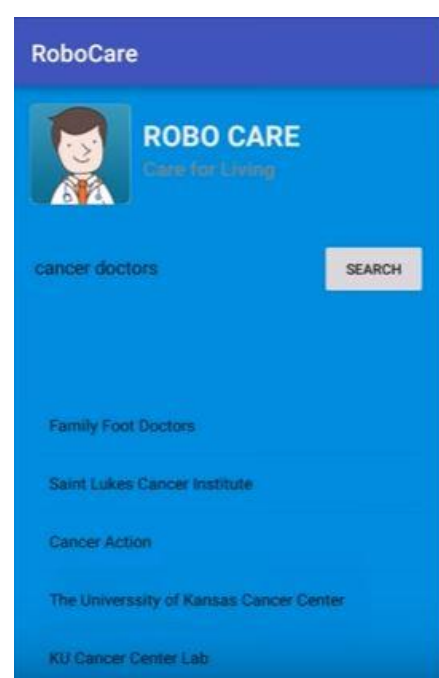 RoboCare
ROBO CARE
Care for Living
cancer doctors
SEARCH
Family Foot Doctors
Saint Lukes Cancer Institute
Cancer Action
The Universsity of Kansas Cancer Center
KU Cancer Center Lab